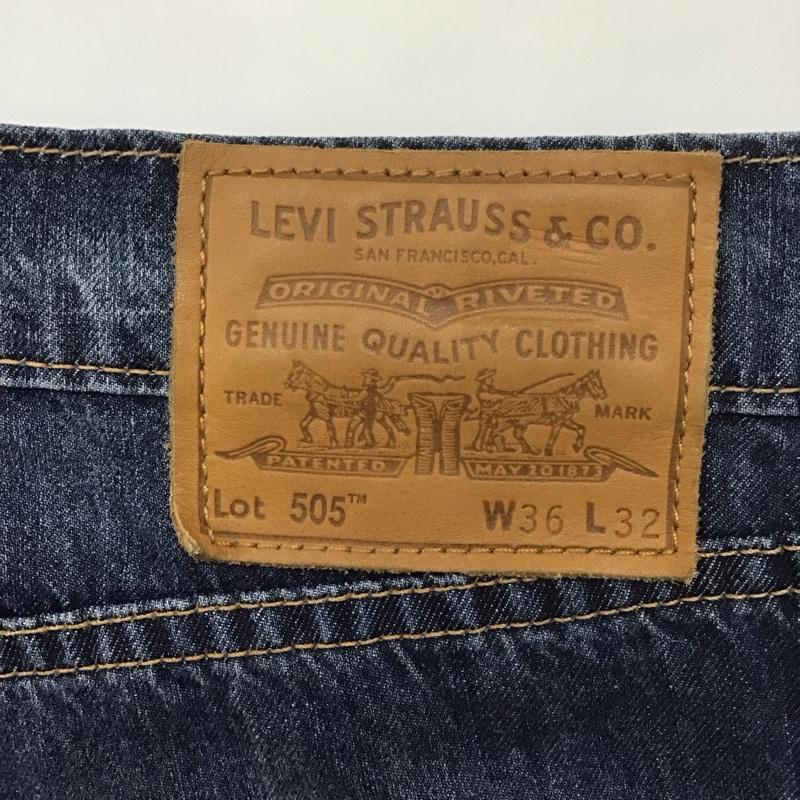 LEVI STRAUSS & CO.
SAN FRANCISCO, CAL.
ORIGINAL RIVETED
GENUINE QUALITY CLOTHING
TRADE MARK
PATENTED MAY 20 1873
Lot 505™ W36 L32